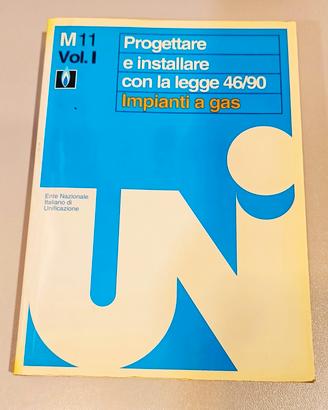 M 11
Vol. I
Progettare
e installare
con la legge 46/90
Impianti a gas
Ente Nazionale
Italiano di
Unificazione
UNI